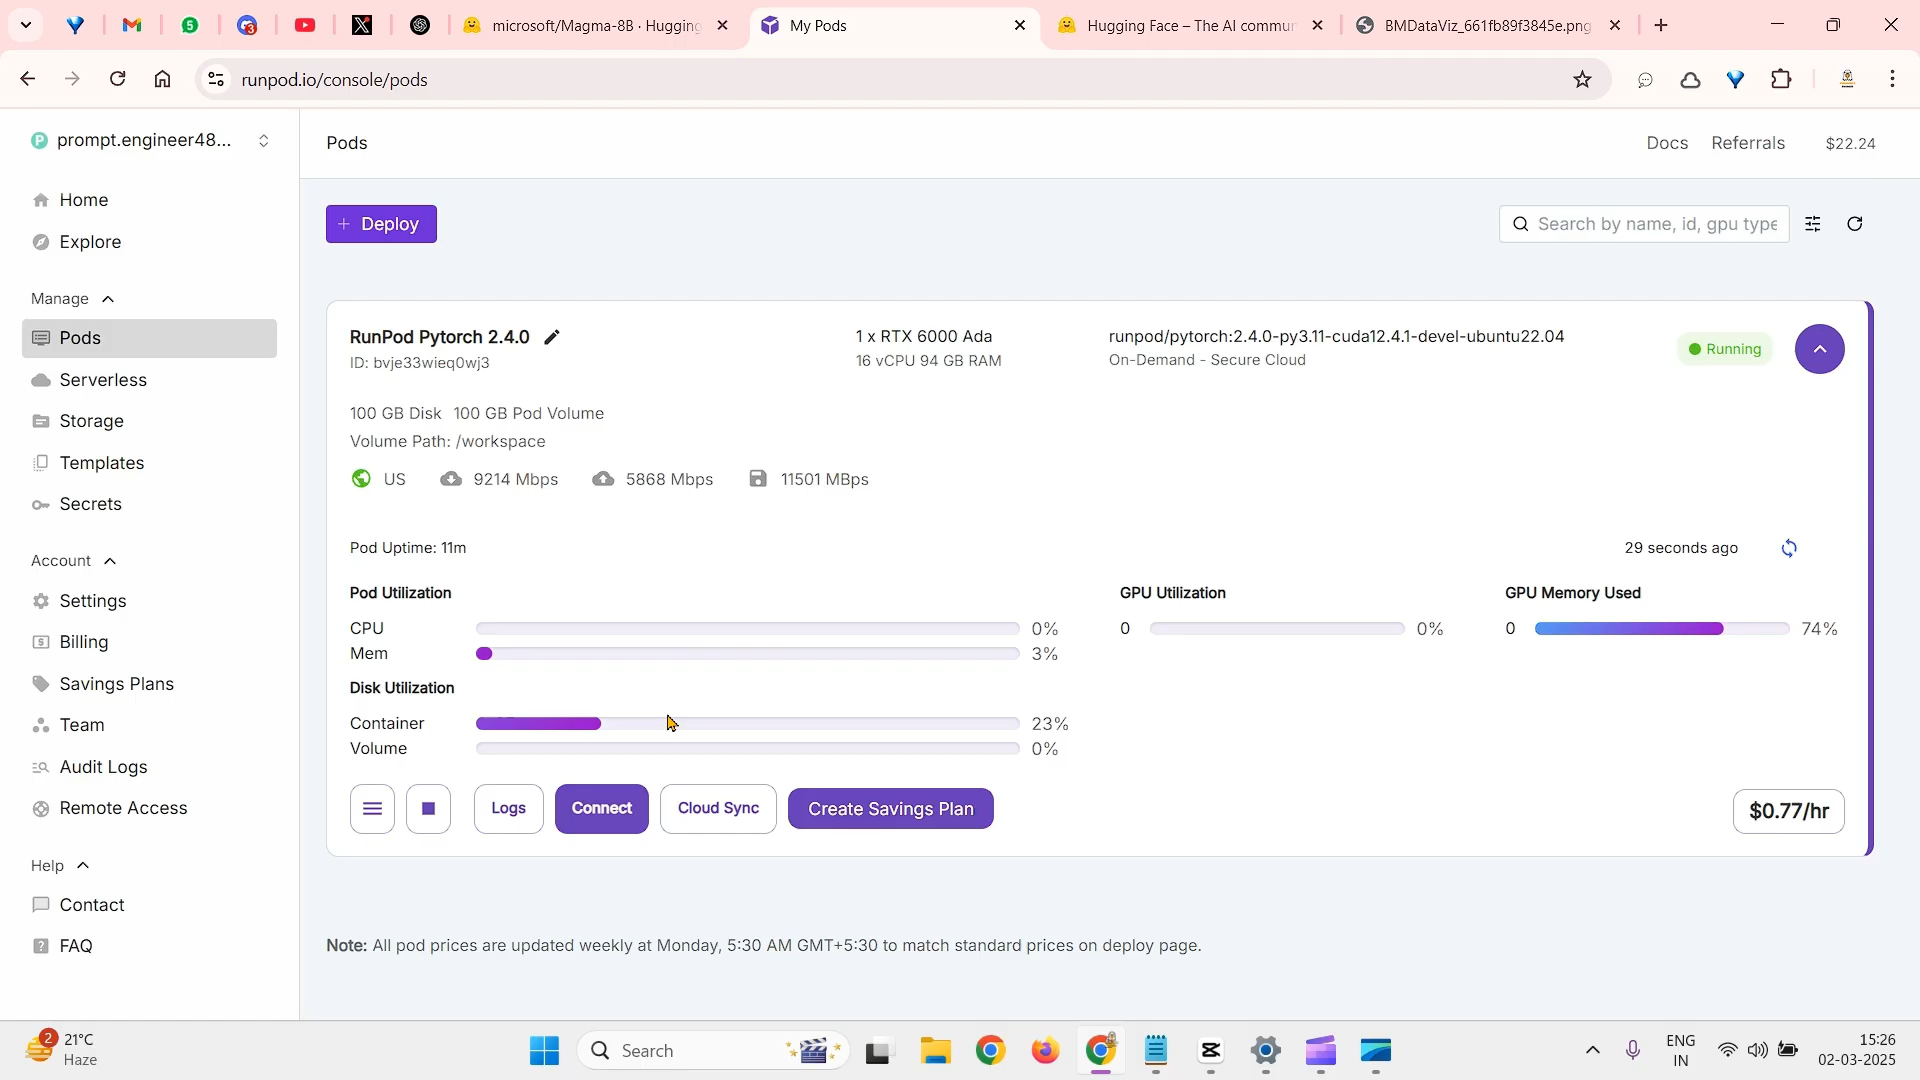 5
3
microsoft/Magma-8B · Hugging
My Pods
Hugging Face – The AI commun
BMDataViz_661fb89f3845e.png
runpod.io/console/pods
P prompt.engineer48...
Home
Explore
Manage
Pods
Serverless
Storage
Templates
Secrets
Account
Settings
Billing
Savings Plans
Team
Audit Logs
Remote Access
Help
Contact
FAQ
Pods
Docs Referrals $22.24
+ Deploy
Search by name, id, gpu type
RunPod Pytorch 2.4.0
ID: bvje33wieq0wj3
1 x RTX 6000 Ada
16 vCPU 94 GB RAM
runpod/pytorch:2.4.0-py3.11-cuda12.4.1-devel-ubuntu22.04
On-Demand - Secure Cloud
Running
100 GB Disk 100 GB Pod Volume
Volume Path: /workspace
US 9214 Mbps 5868 Mbps 11501 MBps
Pod Uptime: 11m
29 seconds ago
Pod Utilization
CPU 0%
Mem 3%
GPU Utilization
0 0%
GPU Memory Used
0 74%
Disk Utilization
Container 23%
Volume 0%
Logs Connect Cloud Sync Create Savings Plan
$0.77/hr
Note: All pod prices are updated weekly at Monday, 5:30 AM GMT+5:30 to match standard prices on deploy page.
2
21°C
Haze
Search
ENG
IN
15:26
02-03-2025